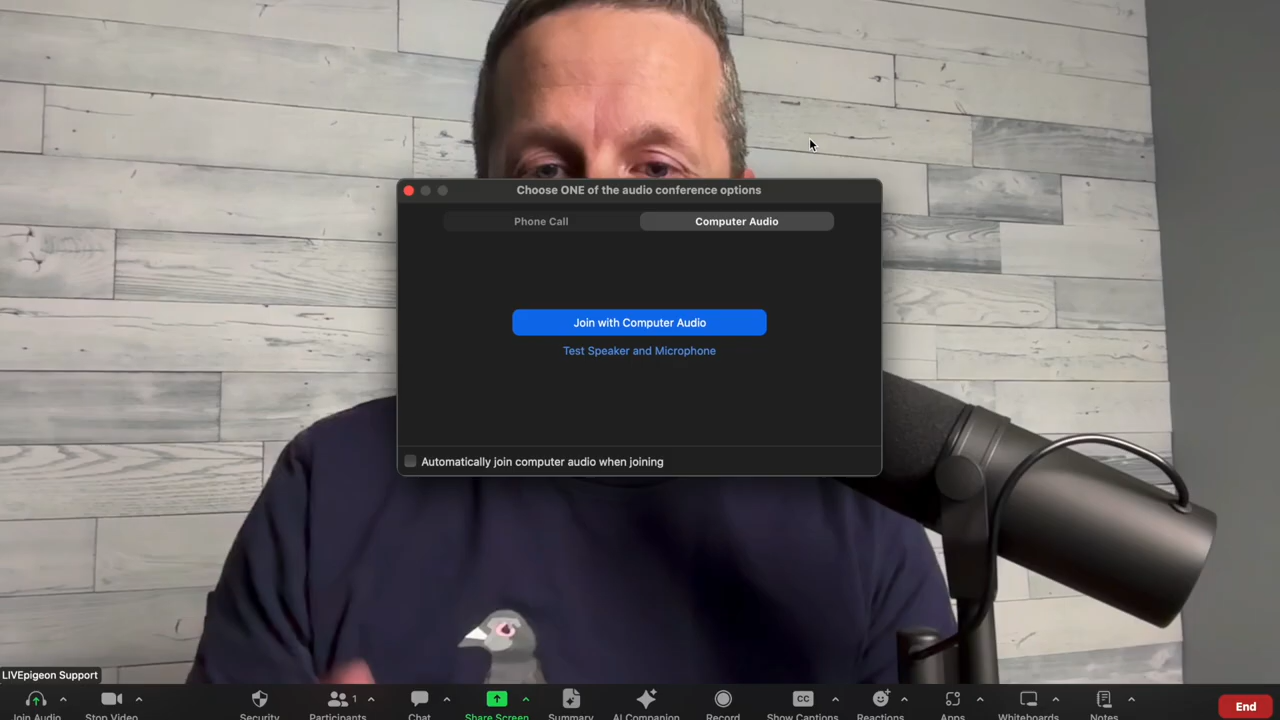 Choose ONE of the audio conference options
Phone Call
Computer Audio
Join with Computer Audio
Test Speaker and Microphone
Automatically join computer audio when joining
LIVEpigeon Support
1
CC
Join Audio
Stop Video
Security
Participants
Chat
Share Screen
Summary
AI Companion
Record
Show Captions
Reactions
Apps
Whiteboards
Notes
End